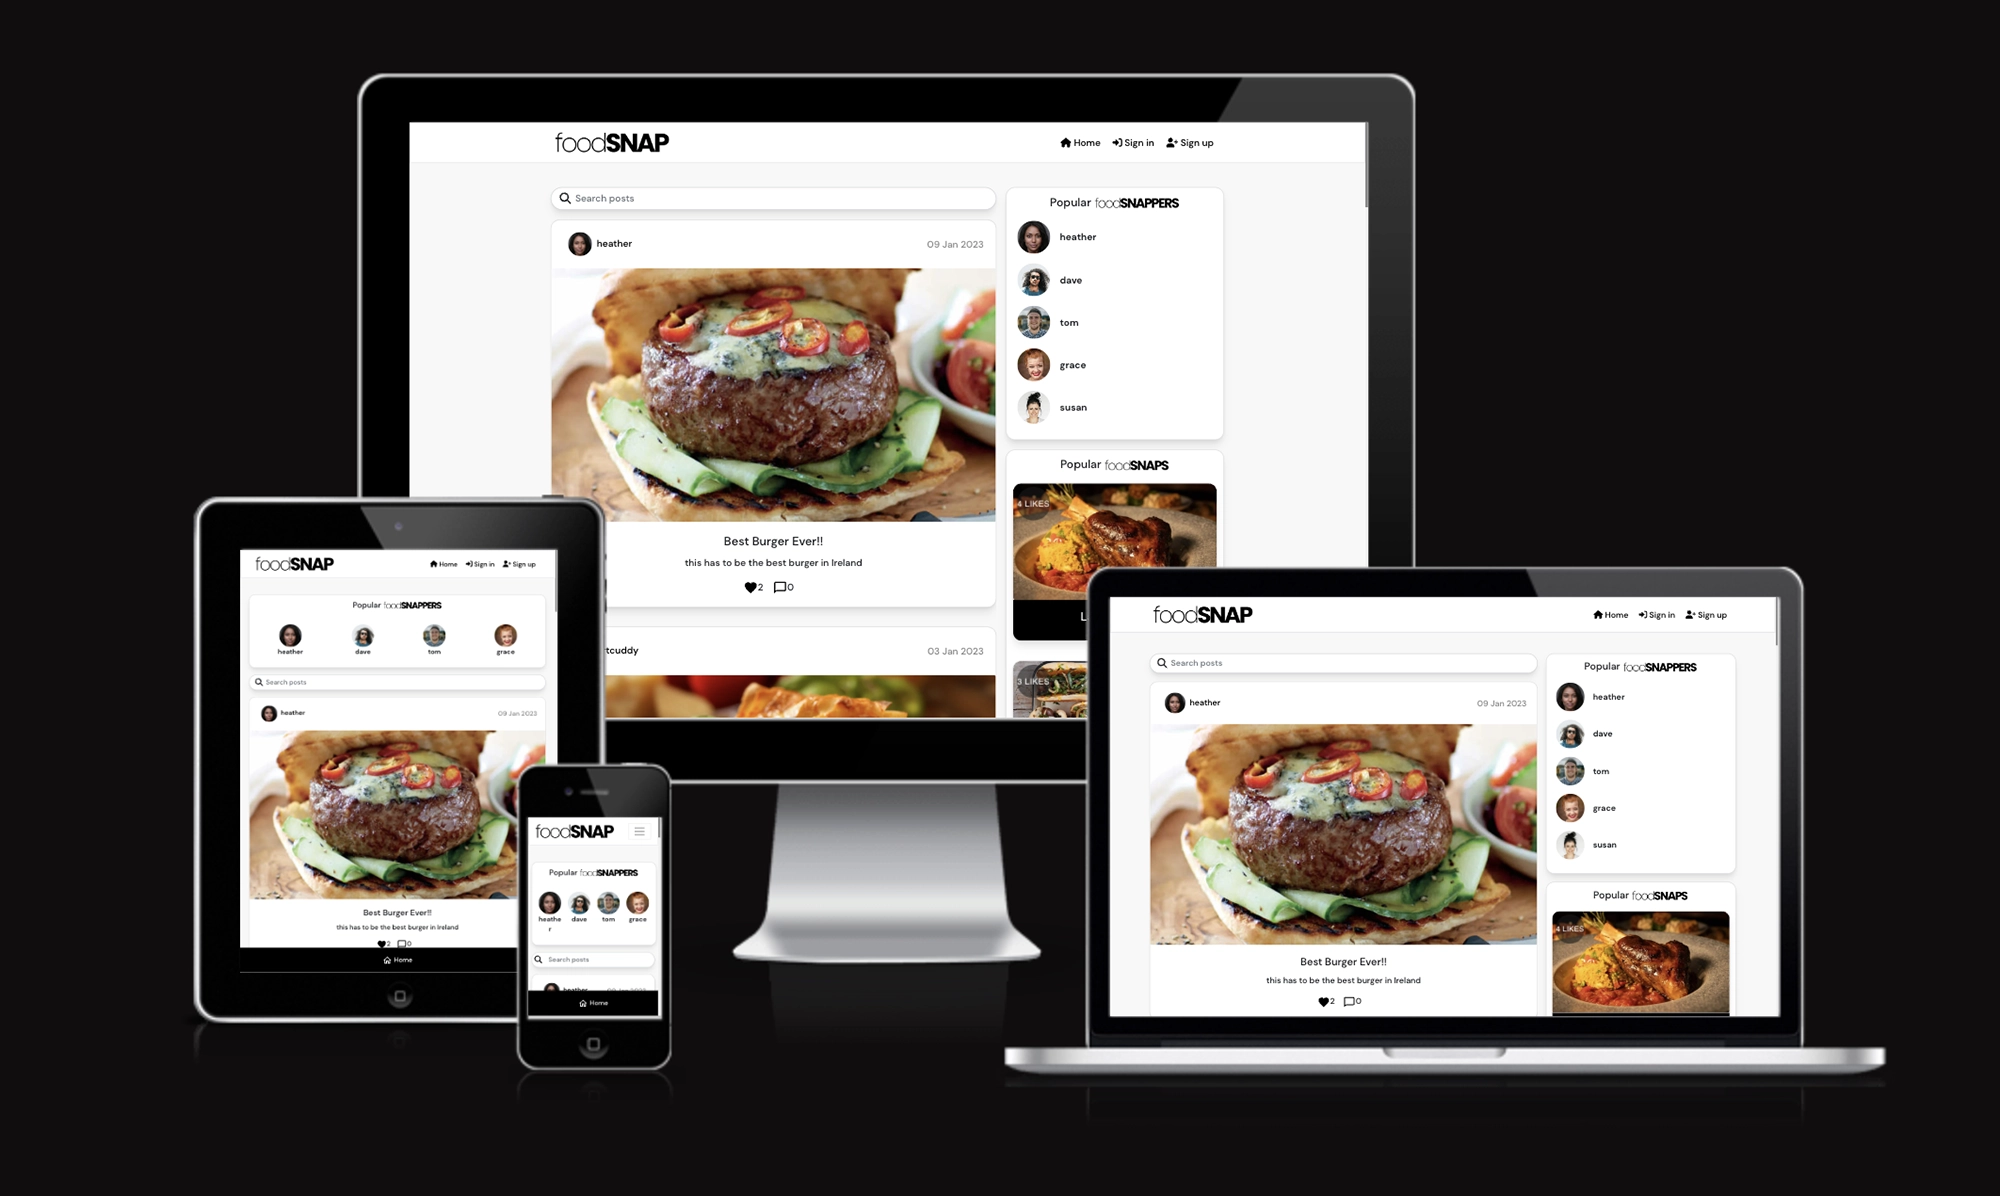 foodSNAP
Home Sign in Sign up
Search posts
heather 09 Jan 2023
Best Burger Ever!!
this has to be the best burger in Ireland
2 0
tcuddy 03 Jan 2023
Popular foodSNAPPERS
heather
dave
tom
grace
susan
Popular foodSNAPS
4 LIKES
L
3 LIKES
foodSNAP
Home Sign in Sign up
Popular foodSNAPPERS
heather dave tom grace
Search posts
heather 09 Jan 2023
Best Burger Ever!!
this has to be the best burger in Ireland
2 0
Home
foodSNAP
Popular foodSNAPPERS
heathe dave tom grace
r
Search posts
heather 09 Jan 2023
Home
foodSNAP
Home Sign in Sign up
Search posts
heather 09 Jan 2023
Best Burger Ever!!
this has to be the best burger in Ireland
2 0
Popular foodSNAPPERS
heather
dave
tom
grace
susan
Popular foodSNAPS
4 LIKES